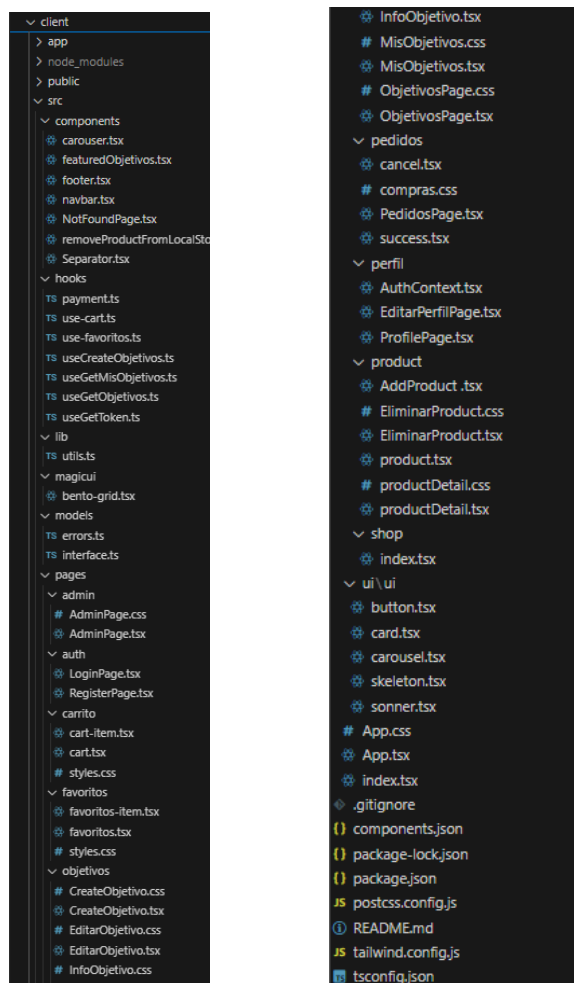 client
app
node_modules
public
src
components
carouser.tsx
featuredObjetivos.tsx
footer.tsx
navbar.tsx
NotFoundPage.tsx
removeProductFromLocalSto
Separator.tsx
hooks
TS payment.ts
TS use-cart.ts
TS use-favoritos.ts
TS useCreateObjetivos.ts
TS useGetMisObjetivos.ts
TS useGetObjetivos.ts
TS useGetToken.ts
lib
TS utils.ts
magicui
bento-grid.tsx
models
TS errors.ts
TS interface.ts
pages
admin
# AdminPage.css
AdminPage.tsx
auth
LoginPage.tsx
RegisterPage.tsx
carrito
cart-item.tsx
cart.tsx
# styles.css
favoritos
favoritos-item.tsx
favoritos.tsx
# styles.css
objetivos
# CreateObjetivo.css
CreateObjetivo.tsx
# EditarObjetivo.css
EditarObjetivo.tsx
# InfoObjetivo.css
InfoObjetivo.tsx
# MisObjetivos.css
MisObjetivos.tsx
# ObjetivosPage.css
ObjetivosPage.tsx
pedidos
cancel.tsx
# compras.css
PedidosPage.tsx
success.tsx
perfil
AuthContext.tsx
EditarPerfilPage.tsx
ProfilePage.tsx
product
AddProduct .tsx
# EliminarProduct.css
EliminarProduct.tsx
product.tsx
# productDetail.css
productDetail.tsx
shop
index.tsx
ui\ui
button.tsx
card.tsx
carousel.tsx
skeleton.tsx
sonner.tsx
# App.css
App.tsx
index.tsx
.gitignore
{} components.json
{} package-lock.json
{} package.json
JS postcss.config.js
README.md
JS tailwind.config.js
TS tsconfig.json